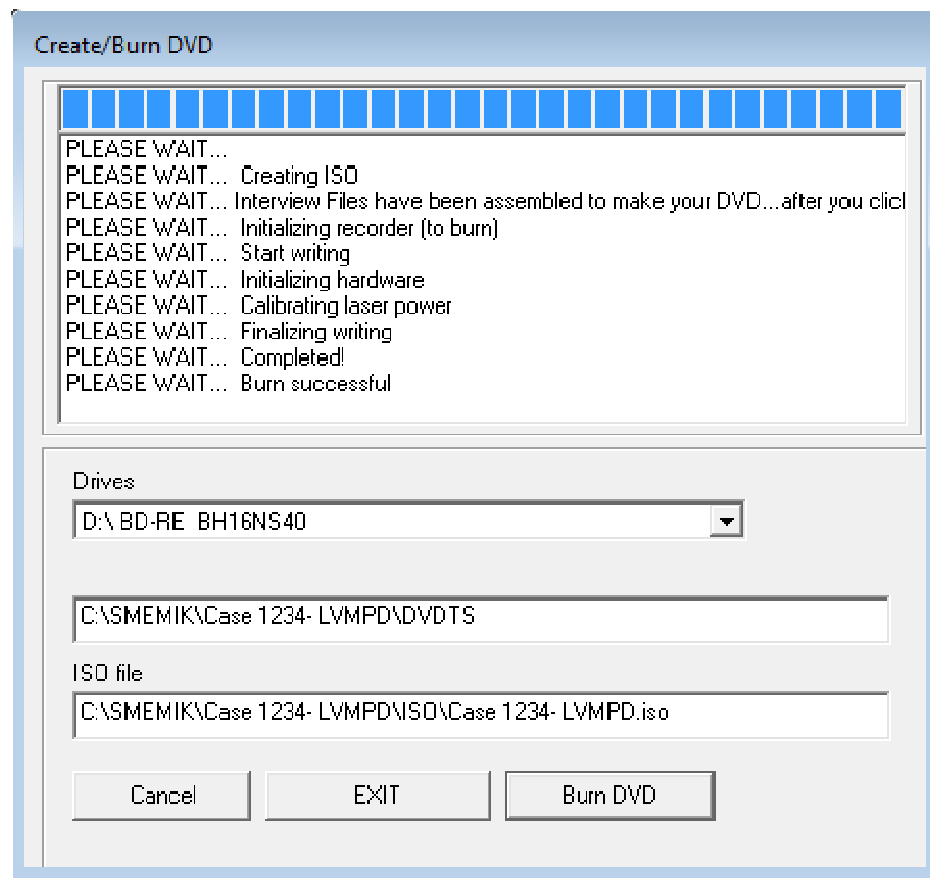 Create/Burn DVD
PLEASE WAIT...
PLEASE WAIT... Creating ISO
PLEASE WAIT... Interview Files have been assembled to make your DVD...after you clicl
PLEASE WAIT... Initializing recorder (to burn)
PLEASE WAIT... Start writing
PLEASE WAIT... Initializing hardware
PLEASE WAIT... Calibrating laser power
PLEASE WAIT... Finalizing writing
PLEASE WAIT... Completed!
PLEASE WAIT... Burn successful
Drives
D:\ BD-RE BH16NS40
C:\SMEMIK\Case 1234- LVMPD\DVDTS
ISO file
C:\SMEMIK\Case 1234- LVMPD\ISO\Case 1234- LVMPD.iso
Cancel EXIT Burn DVD